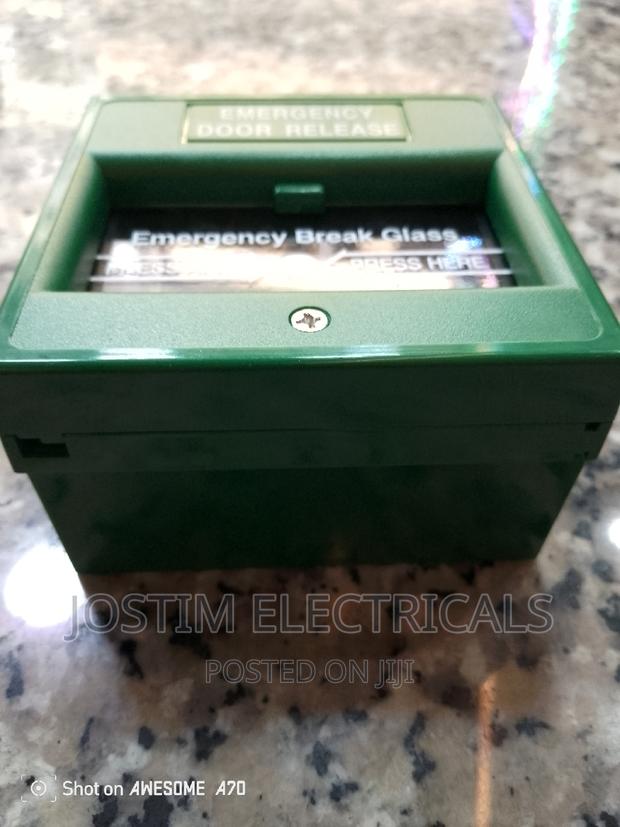 EMERGENCY
DOOR RELEASE
Emergency Break Glass
PRESS HERE
JOSTIM ELECTRICALS
POSTED ON JIJI
Shot on AWESOME A70